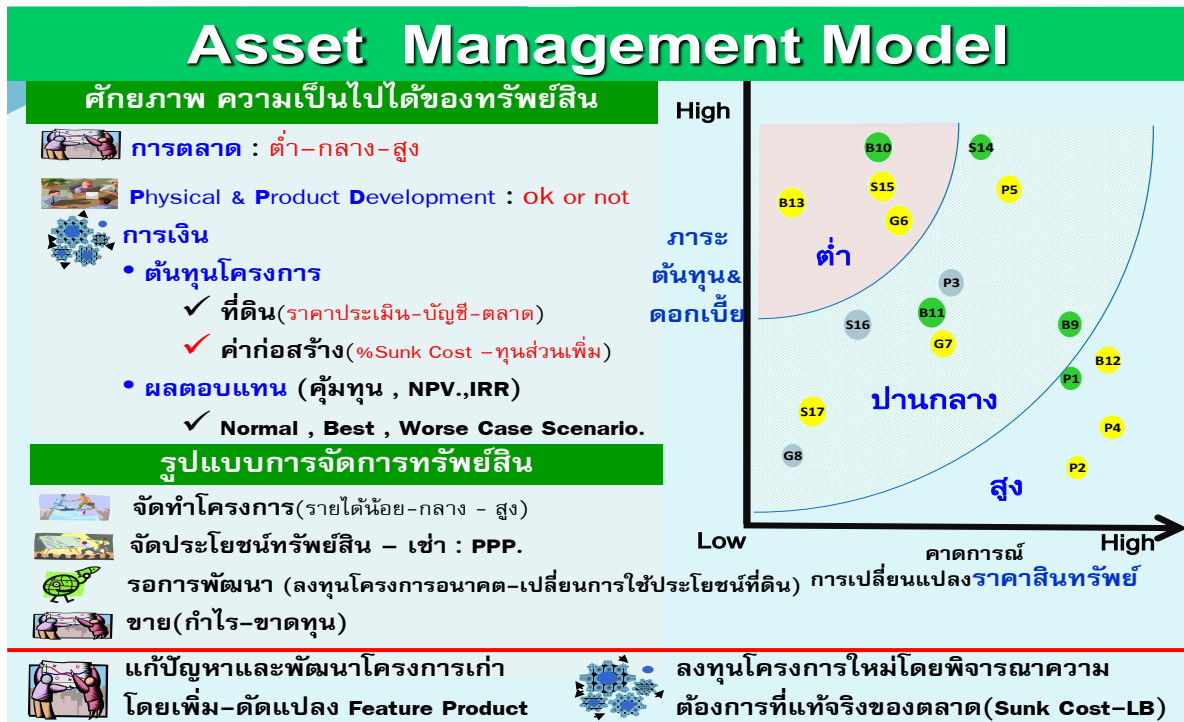 Asset Management Model
ศักยภาพ ความเป็นไปได้ของทรัพย์สิน
การตลาด : ต่ำ-กลาง-สูง
Physical & Product Development : ok or not
การเงิน
• ต้นทุนโครงการ
✓ ที่ดิน(ราคาประเมิน-บัญชี-ตลาด)
✓ ค่าก่อสร้าง(%Sunk Cost -ทุนส่วนเพิ่ม)
• ผลตอบแทน (คุ้มทุน , NPV.,IRR)
✓ Normal , Best , Worse Case Scenario.
รูปแบบการจัดการทรัพย์สิน
จัดทำโครงการ(รายได้น้อย-กลาง - สูง)
จัดประโยชน์ทรัพย์สิน – เช่า : PPP.
รอการพัฒนา (ลงทุนโครงการอนาคต-เปลี่ยนการใช้ประโยชน์ที่ดิน)
ขาย(กำไร-ขาดทุน)
High
ภาระ
ต้นทุน&
ดอกเบี้ย
B10
S14
S15
P5
B13
G6
ต่ำ
P3
B11
S16
B9
G7
B12
P1
ปานกลาง
S17
P4
G8
P2
สูง
Low
High
คาดการณ์
การเปลี่ยนแปลงราคาสินทรัพย์
แก้ปัญหาและพัฒนาโครงการเก่า
โดยเพิ่ม-ดัดแปลง Feature Product
ลงทุนโครงการใหม่โดยพิจารณาความ
ต้องการที่แท้จริงของตลาด(Sunk Cost-LB)